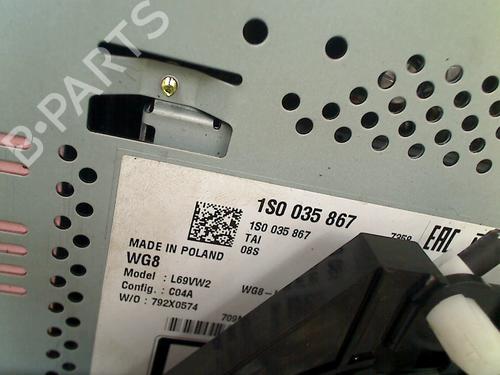 B-PARTS
1S0 035 867
1S0 035 867
TAI
08S
7358
EAC
MADE IN POLAND
WG8
Model : L69VW2
Config. : C04A
W/O : 792X0574